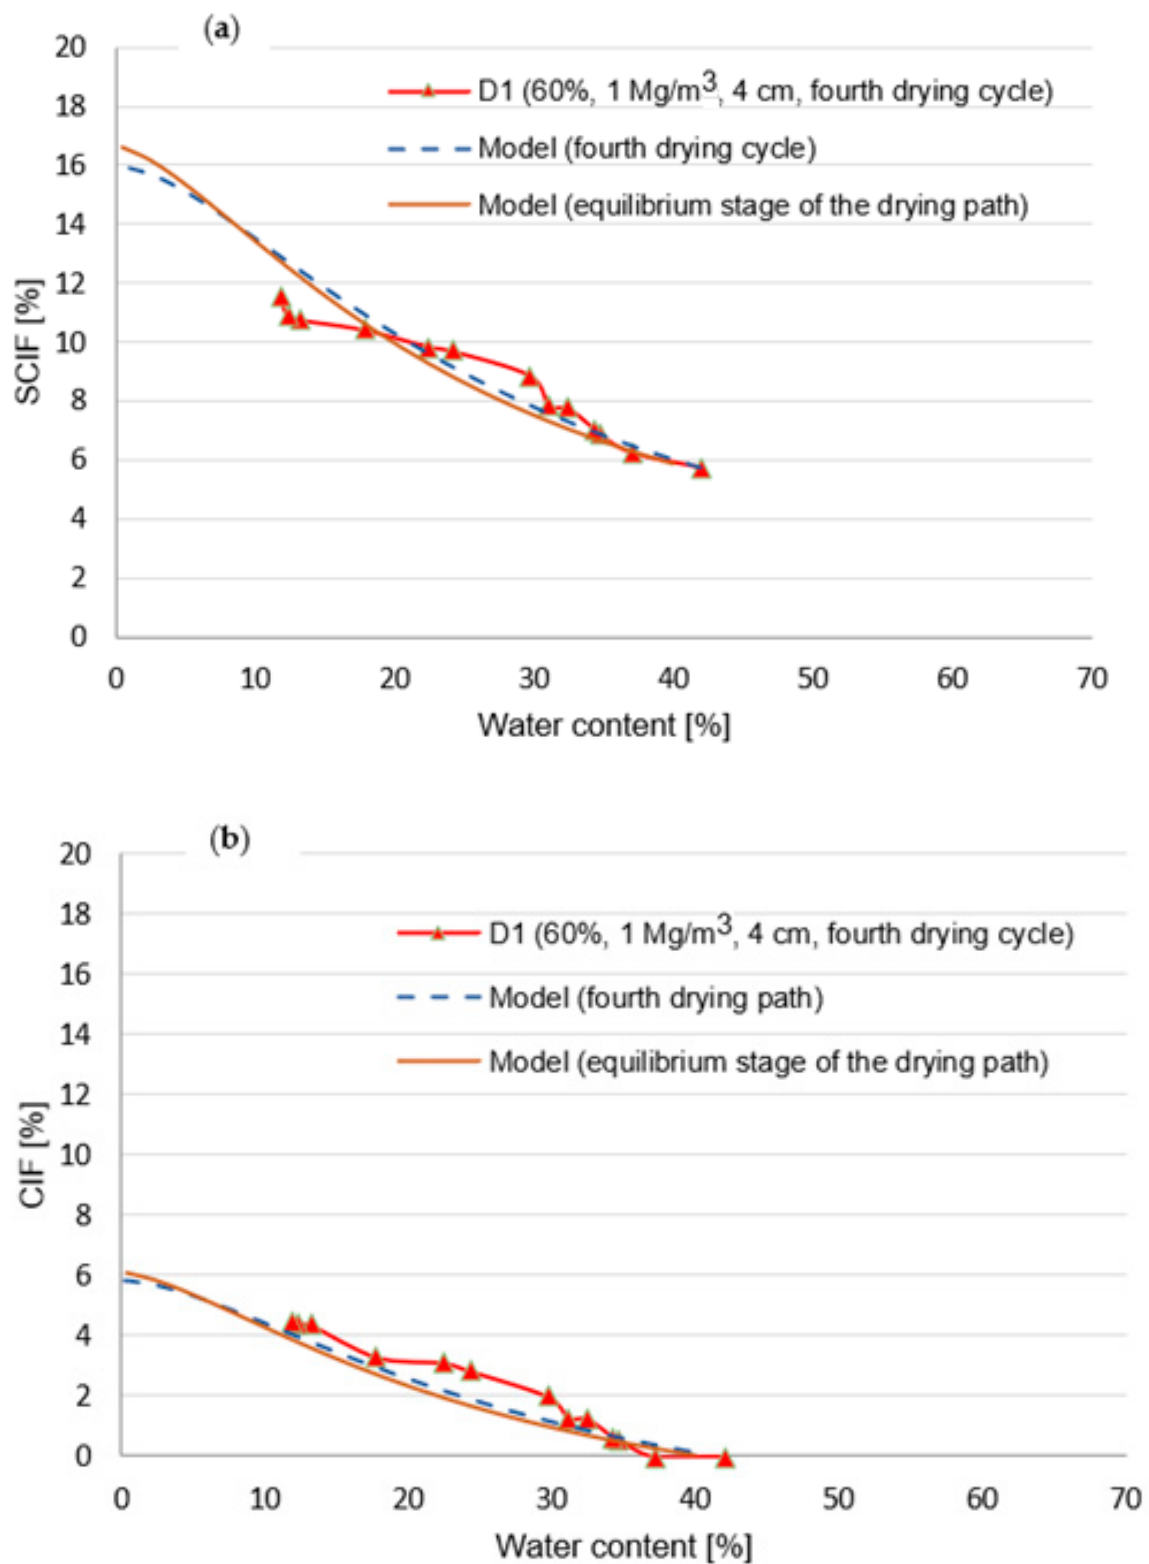 (a)
20
18
16
14
12
10
8
6
4
2
0
SCIF [%]
D1 (60%, 1 Mg/m³, 4 cm, fourth drying cycle)
Model (fourth drying cycle)
Model (equilibrium stage of the drying path)
0 10 20 30 40 50 60 70
Water content [%]
(b)
20
18
16
14
12
10
8
6
4
2
0
CIF [%]
D1 (60%, 1 Mg/m³, 4 cm, fourth drying cycle)
Model (fourth drying path)
Model (equilibrium stage of the drying path)
0 10 20 30 40 50 60 70
Water content [%]